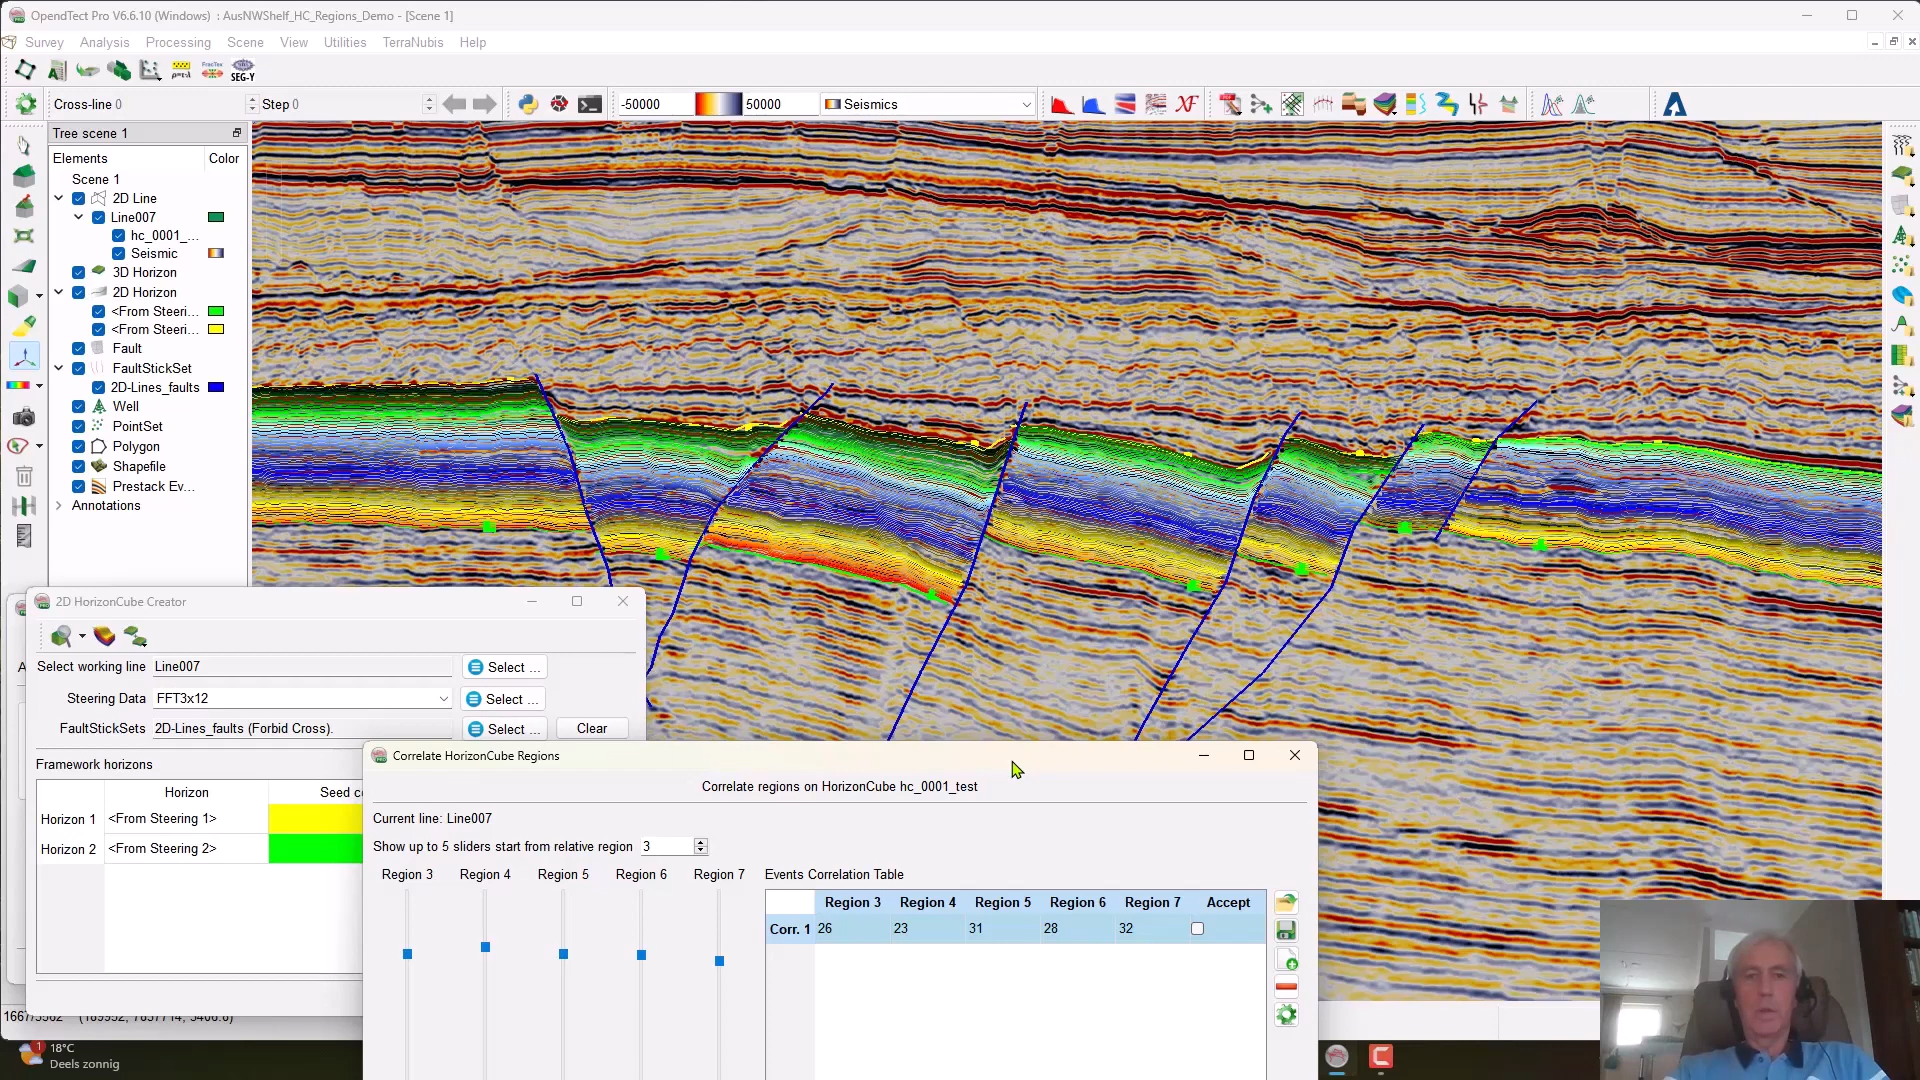 OpendTect Pro V6.6.10 (Windows)  : AusNWShelf_HC_Regions_Demo - [Scene 1]
Survey Analysis Processing Scene View Utilities TerraNubis Help
SEG-Y
Cross-line 0 Step 0 -50000 50000 Seismics XF
Tree scene 1
Elements Color
Scene 1
2D Line
Line007
hc_0001_...
Seismic
3D Horizon
2D Horizon
<From Steeri...
<From Steeri...
Fault
FaultStickSet
2D-Lines_faults
Well
PointSet
Polygon
Shapefile
Prestack Ev...
Annotations
2D HorizonCube Creator
Select working line Line007 Select ...
Steering Data FFT3x12 Select ...
FaultStickSets 2D-Lines_faults (Forbid Cross). Select ... Clear
Framework horizons
Horizon Seed c
Horizon 1 <From Steering 1>
Horizon 2 <From Steering 2>
Correlate HorizonCube Regions
Correlate regions on HorizonCube hc_0001_test
Current line: Line007
Show up to 5 sliders start from relative region 3
Region 3 Region 4 Region 5 Region 6 Region 7 Events Correlation Table
Region 3 Region 4 Region 5 Region 6 Region 7 Accept
Corr. 1 26 23 31 28 32
1
18°C
Deels zonnig